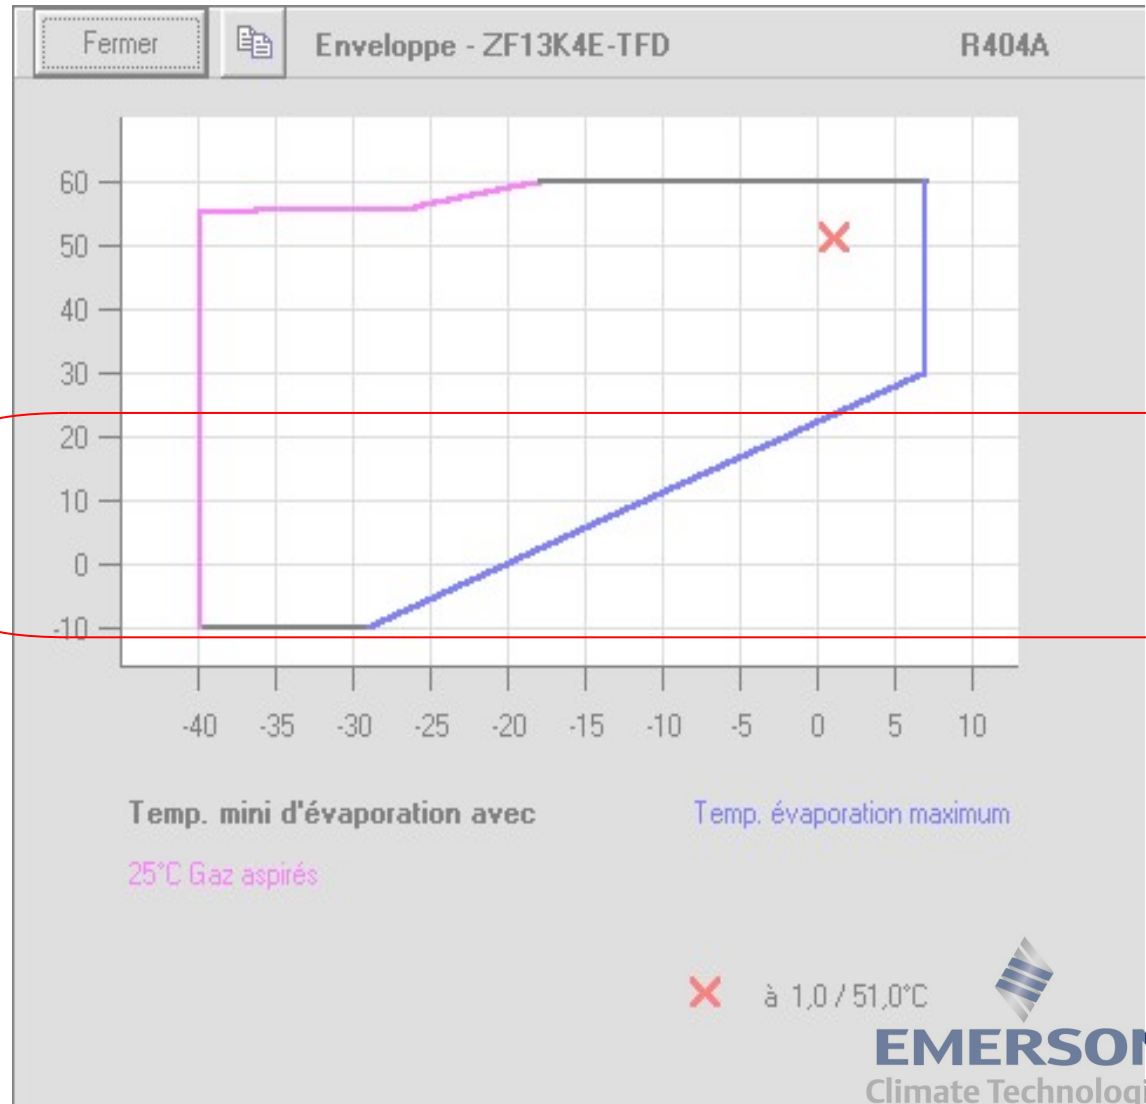 Fermer Enveloppe - ZF13K4E-TFD R404A
60
50
40
30
20
10
0
-10
-40 -35 -30 -25 -20 -15 -10 -5 0 5 10
Temp. mini d'évaporation avec Temp. évaporation maximum
25°C Gaz aspirés
à 1,0 / 51,0°C
EMERSON
Climate Technologi